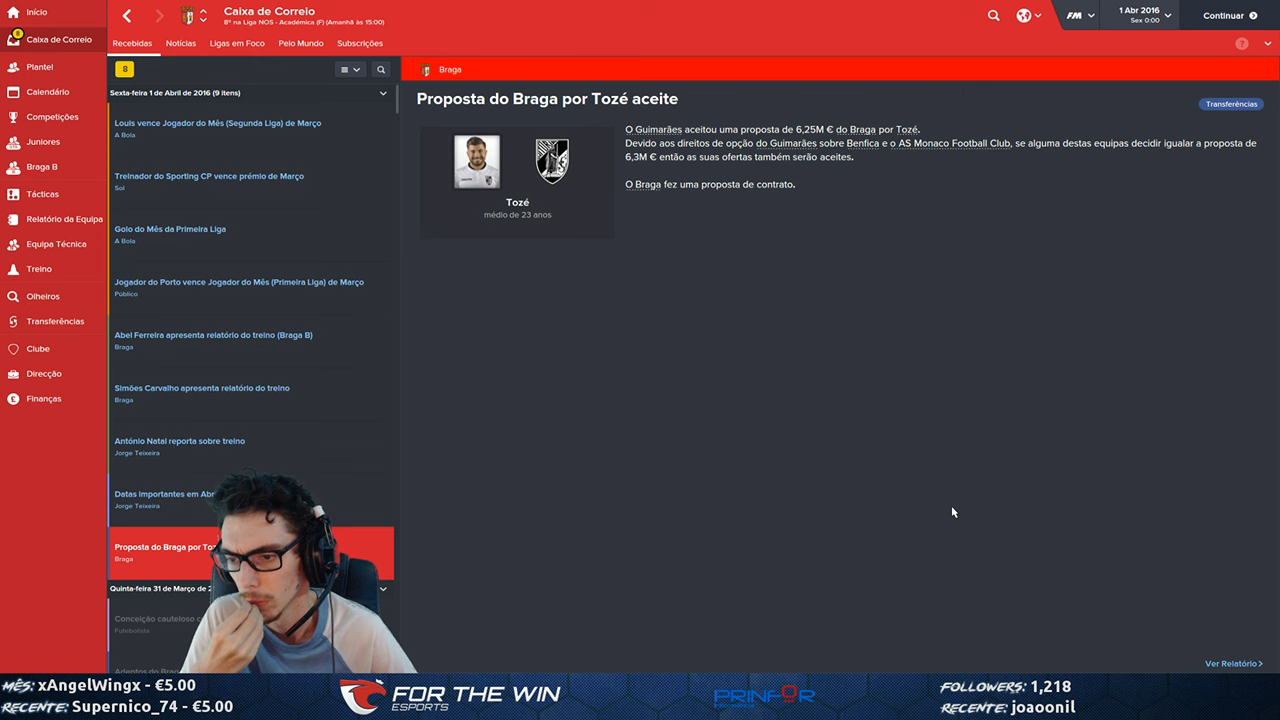 Início
Caixa de Correio
Plantel
Calendário
Competições
Juniores
Braga B
Tácticas
Relatório da Equipa
Equipa Técnica
Treino
Olheiros
Transferências
Clube
Direcção
Finanças
8
Caixa de Correio
8º na Liga NOS - Académica (F) (Amanhã às 15:00)
FM
1 Abr 2016
Sex 0:00
Continuar
Recebidas
Notícias
Ligas em Foco
Pelo Mundo
Subscrições
?
8
Braga
Sexta-feira 1 de Abril de 2016 (9 itens)
Louis vence Jogador do Mês (Segunda Liga) de Março
A Bola
Treinador do Sporting CP vence prémio de Março
Sol
Golo do Mês da Primeira Liga
A Bola
Jogador do Porto vence Jogador do Mês (Primeira Liga) de Março
Público
Abel Ferreira apresenta relatório do treino (Braga B)
Braga
Simões Carvalho apresenta relatório do treino
Braga
António Natal reporta sobre treino
Jorge Teixeira
Datas importantes em Abr
Jorge Teixeira
Proposta do Braga por Toz
Braga
Quinta-feira 31 de Março de 2
Conceição cauteloso c
Futebolista
Adeptos do Braga
Proposta do Braga por Tozé aceite
Transferências
Tozé
médio de 23 anos
O Guimarães aceitou uma proposta de 6,25M € do Braga por Tozé.
Devido aos direitos de opção do Guimarães sobre Benfica e o AS Monaco Football Club, se alguma destas equipas decidir igualar a proposta de
6,3M € então as suas ofertas também serão aceites.
O Braga fez uma proposta de contrato.
Ver Relatório
MÊS: xAngelWingx - €5.00
RECENTE: Supernico_74 - €5.00
FOR THE WIN
ESPORTS
PRINFOR
FOLLOWERS: 1,218
RECENTE: joaoonil